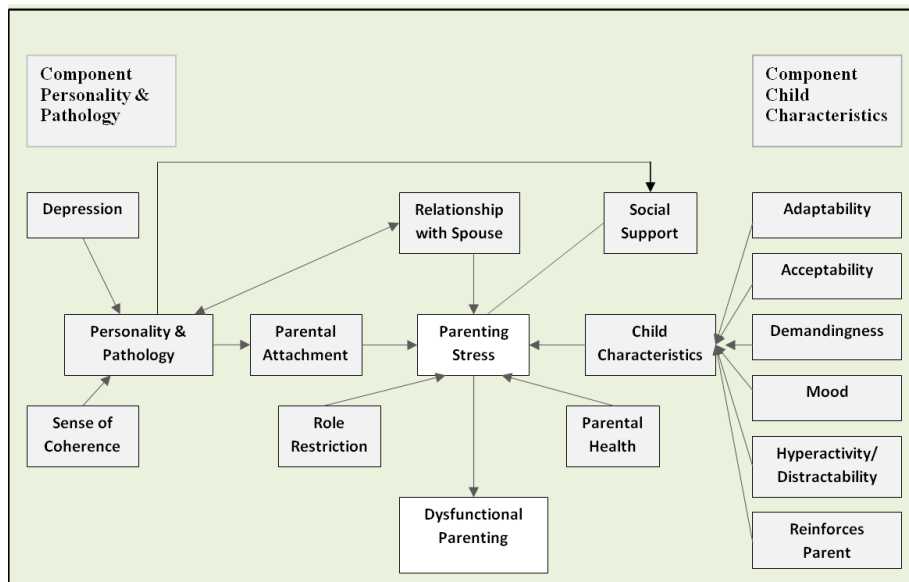 Component
Personality &
Pathology
Component
Child
Characteristics
Depression
Relationship
with Spouse
Social
Support
Adaptability
Acceptability
Personality &
Pathology
Parental
Attachment
Parenting
Stress
Child
Characteristics
Demandingness
Mood
Sense of
Coherence
Role
Restriction
Parental
Health
Hyperactivity/
Distractability
Dysfunctional
Parenting
Reinforces
Parent